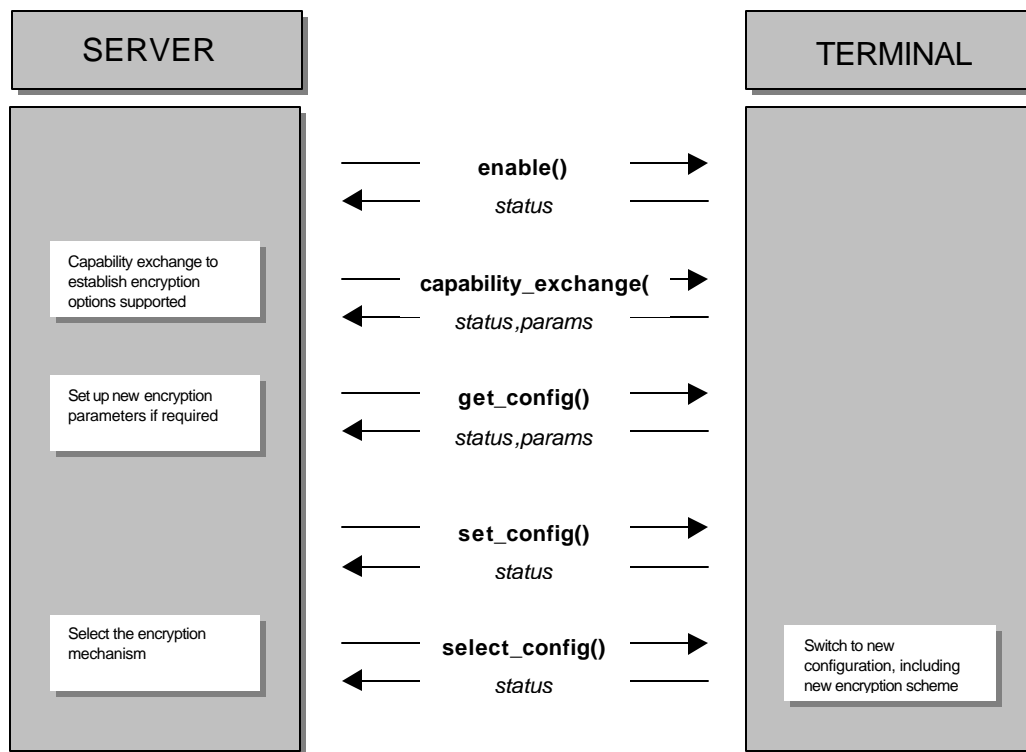 SERVER
TERMINAL
enable()
status
Capability exchange to
establish encryption
options supported
capability_exchange(
status,params
Set up new encryption
parameters if required
get_config()
status,params
set_config()
status
Select the encryption
mechanism
select_config()
status
Switch to new
configuration, including
new encryption scheme